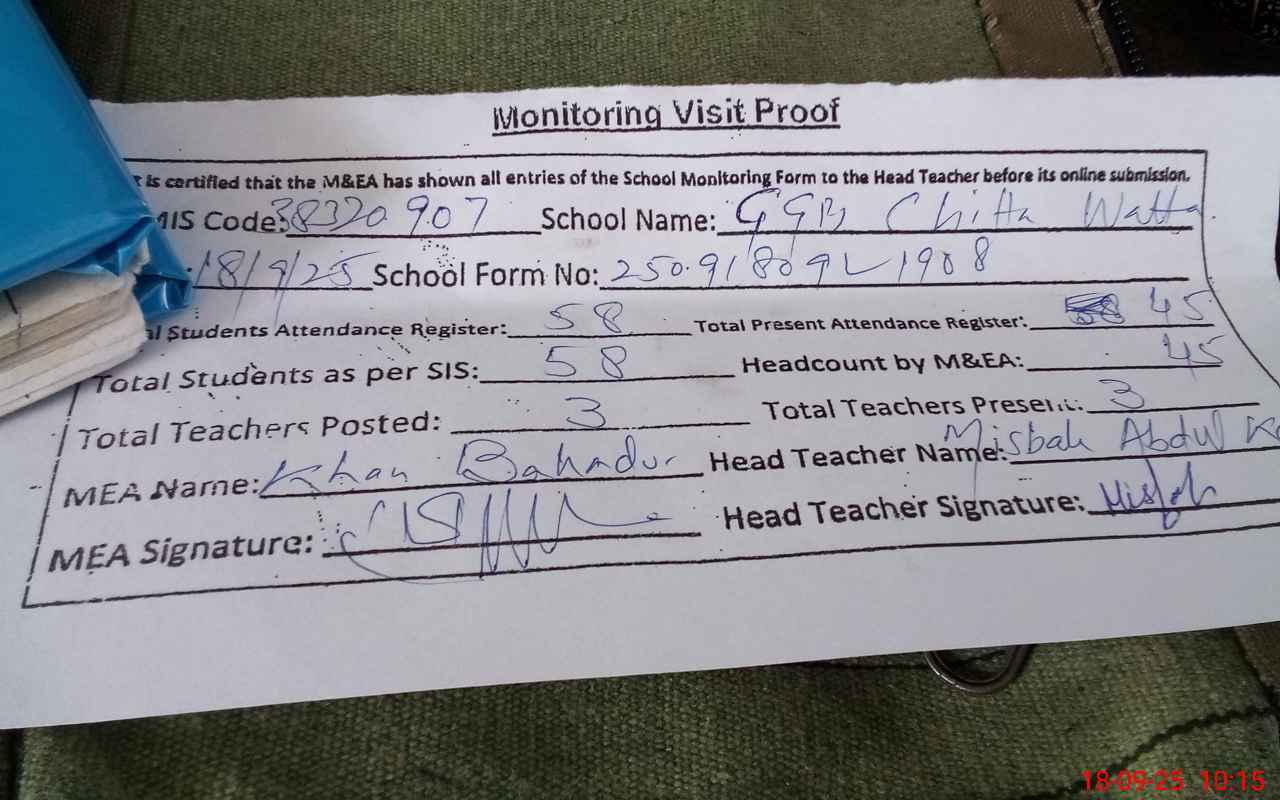 Monitoring Visit Proof
is certified that the M&EA has shown all entries of the School Monitoring Form to the Head Teacher before its online submission.
MIS Code: 38320907 School Name: GGB Chitta Watta
18/9/25 School Form No: 250918091908
al Students Attendance Register: 58 Total Present Attendance Register: 45
Total Students as per SIS: 58 Headcount by M&EA: 45
Total Teachers Posted: 3 Total Teachers Present: 3
MEA Name: Khan Bahadur Head Teacher Name: Misbah Abdul
MEA Signature: Head Teacher Signature: Misbah
18-09-25 10:15